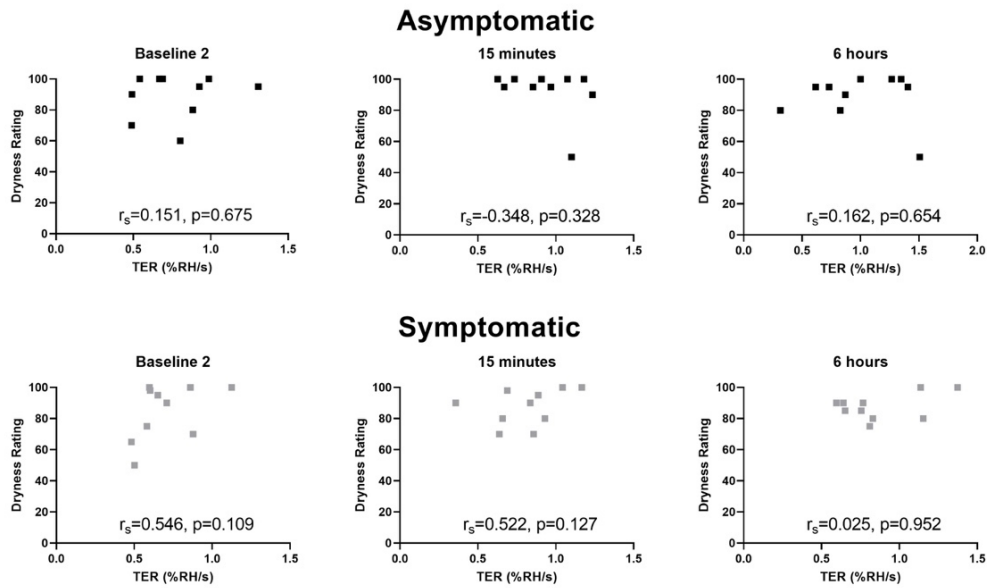 Asymptomatic
Baseline 2
Dryness Rating
100
80
60
40
20
0
0.0 0.5 1.0 1.5
TER (%RH/s)
rs=0.151, p=0.675
15 minutes
Dryness Rating
100
80
60
40
20
0
0.0 0.5 1.0 1.5
TER (%RH/s)
rs=-0.348, p=0.328
6 hours
Dryness Rating
100
80
60
40
20
0
0.0 0.5 1.0 1.5 2.0
TER (%RH/s)
rs=0.162, p=0.654
Symptomatic
Baseline 2
Dryness Rating
100
80
60
40
20
0
0.0 0.5 1.0 1.5
TER (%RH/s)
rs=0.546, p=0.109
15 minutes
Dryness Rating
100
80
60
40
20
0
0.0 0.5 1.0 1.5
TER (%RH/s)
rs=0.522, p=0.127
6 hours
Dryness Rating
100
80
60
40
20
0
0.0 0.5 1.0 1.5
TER (%RH/s)
rs=0.025, p=0.952